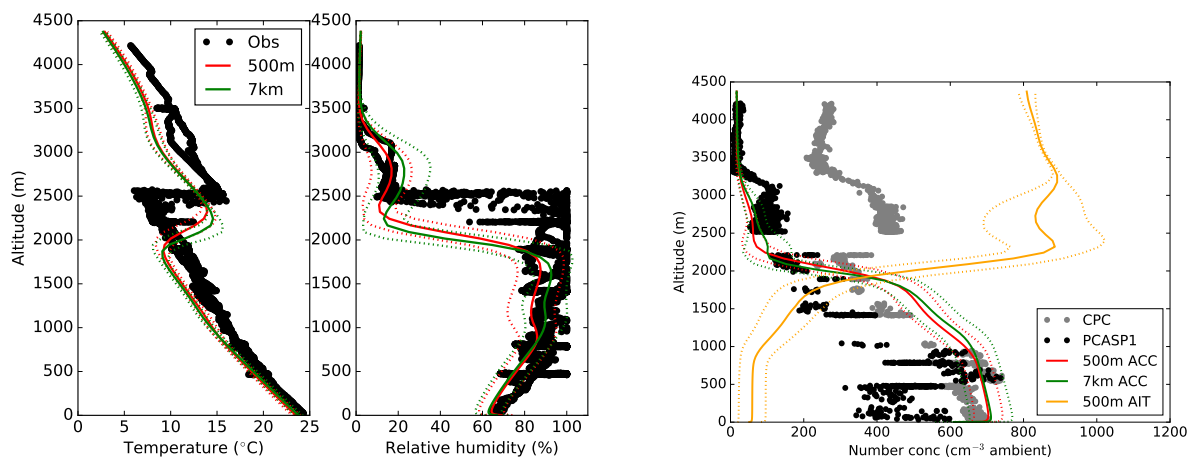 4500
4000
3500
3000
2500
2000
1500
1000
500
0
Altitude (m)
0 5 10 15 20 25
Temperature (°C)
Obs
500m
7km
4500
4000
3500
3000
2500
2000
1500
1000
500
0
0 20 40 60 80 100
Relative humidity (%)
4500
4000
3500
3000
2500
2000
1500
1000
500
0
Altitude (m)
0 200 400 600 800 1000 1200
Number conc (cm⁻³ ambient)
CPC
PCASP1
500m ACC
7km ACC
500m AIT